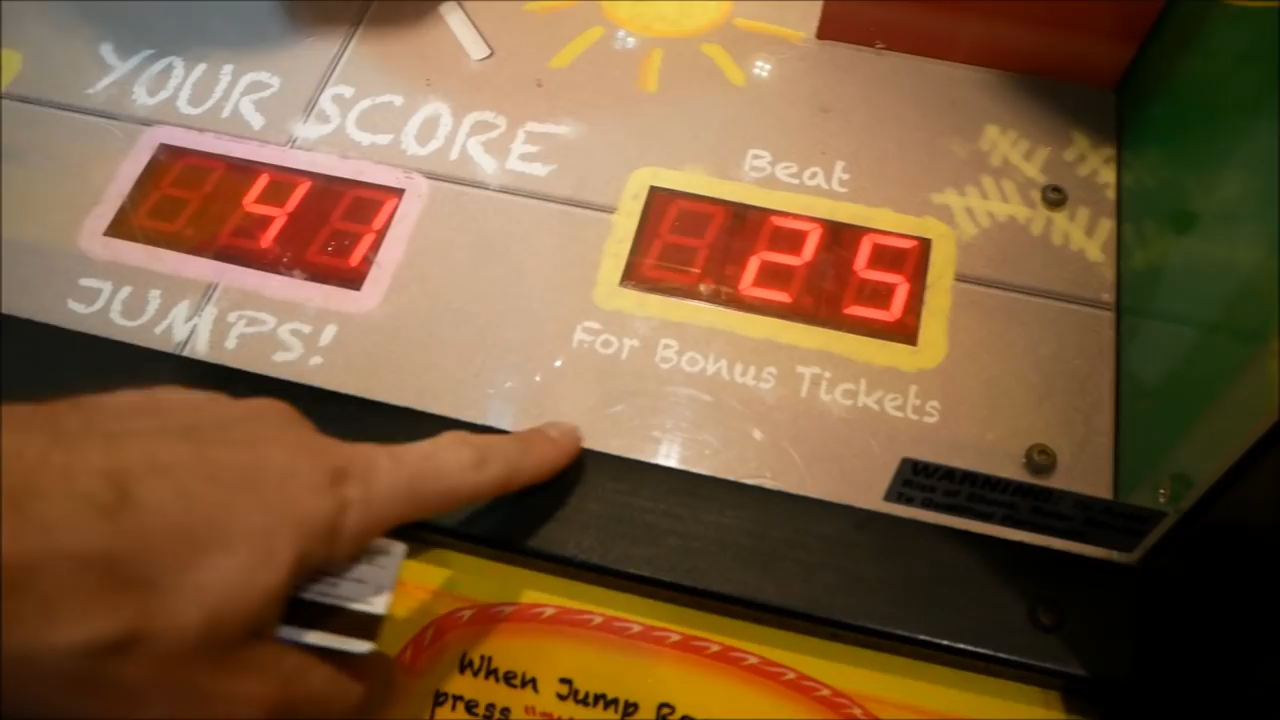 YOUR SCORE
41
JUMPS!
Beat
25
For Bonus Tickets
WARNING:
When Jump
press